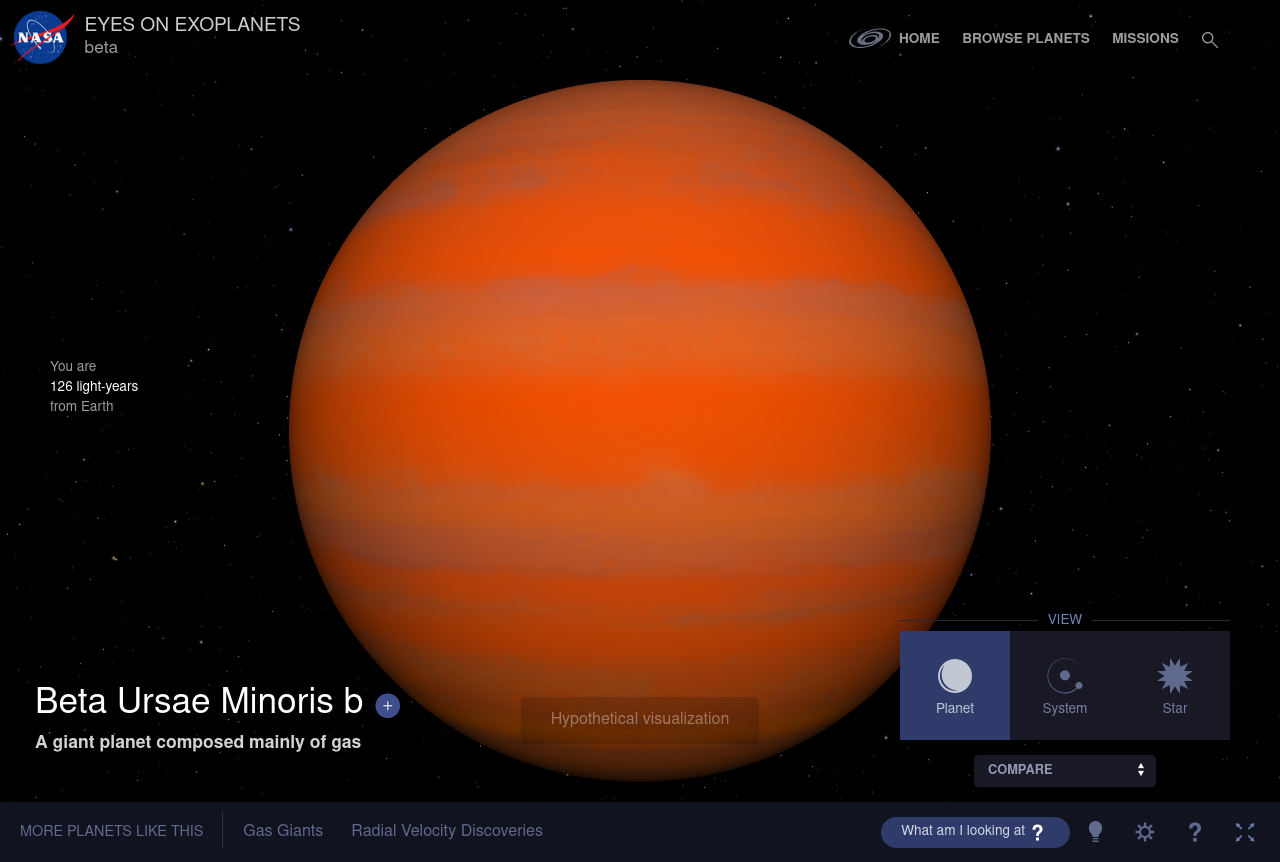 NASA
EYES ON EXOPLANETS
beta
HOME
BROWSE PLANETS
MISSIONS
You are
126 light-years
from Earth
Beta Ursae Minoris b +
A giant planet composed mainly of gas
Hypothetical visualization
VIEW
Planet
System
Star
COMPARE
MORE PLANETS LIKE THIS
Gas Giants
Radial Velocity Discoveries
What am I looking at ?
?